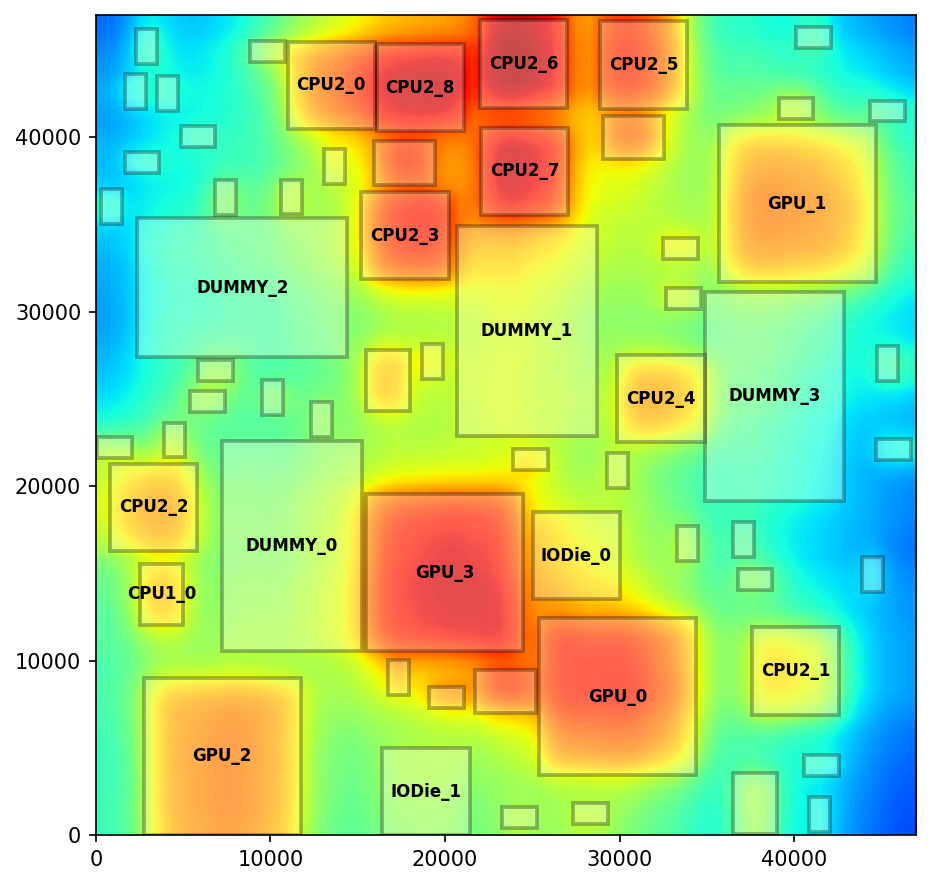 CPU2_6
CPU2_5
CPU2_0
CPU2_8
40000
CPU2_7
GPU_1
CPU2_3
DUMMY_2
30000
DUMMY_1
CPU2_4
DUMMY_3
20000
CPU2_2
DUMMY_0
IODie_0
GPU_3
CPU1_0
10000
CPU2_1
GPU_0
GPU_2
IODie_1
0
0 10000 20000 30000 40000